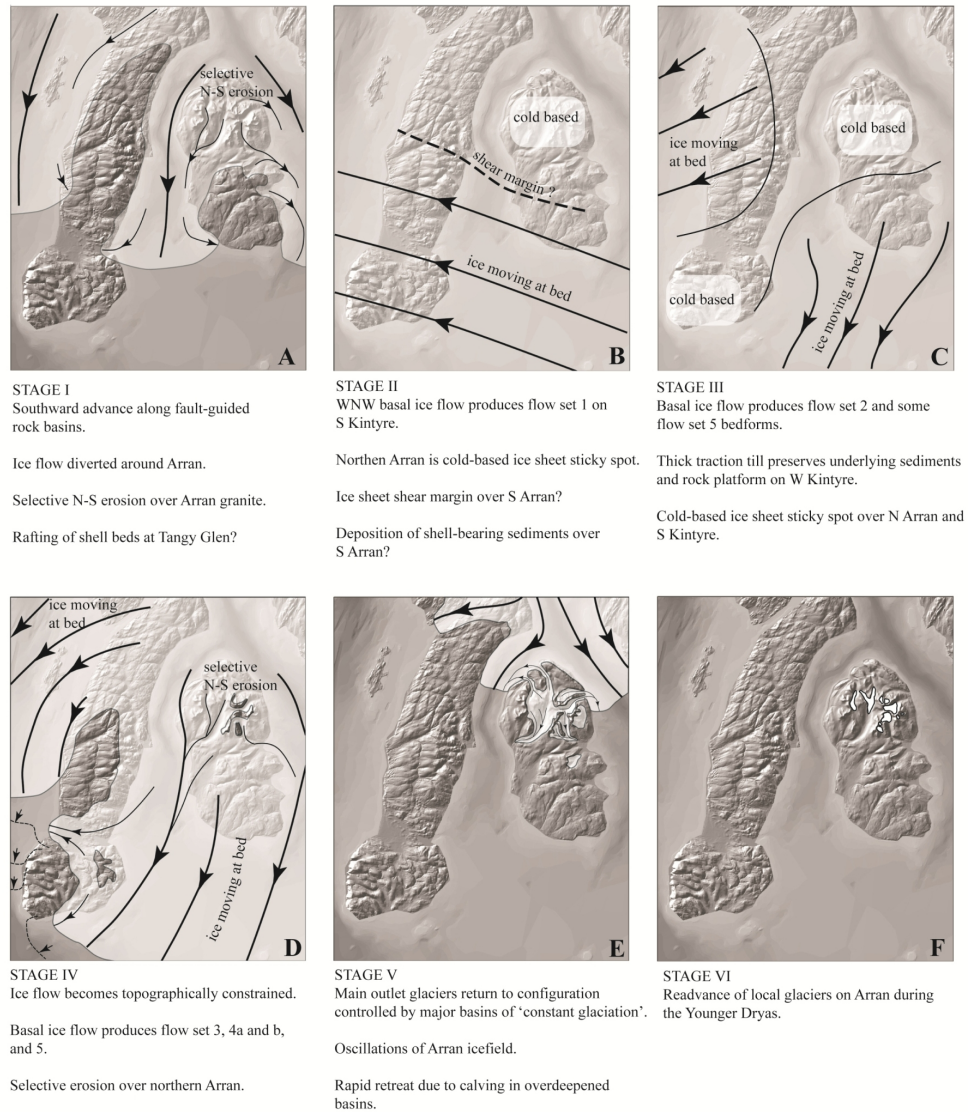 selective
N-S erosion
A
cold based
shear margin ?
ice moving at bed
B
ice moving
at bed
cold based
cold based
ice moving at bed
C
STAGE I
Southward advance along fault-guided
rock basins.
Ice flow diverted around Arran.
Selective N-S erosion over Arran granite.
Rafting of shell beds at Tangy Glen?
STAGE II
WNW basal ice flow produces flow set 1 on
S Kintyre.
Northen Arran is cold-based ice sheet sticky spot.
Ice sheet shear margin over S Arran?
Deposition of shell-bearing sediments over
S Arran?
STAGE III
Basal ice flow produces flow set 2 and some
flow set 5 bedforms.
Thick traction till preserves underlying sediments
and rock platform on W Kintyre.
Cold-based ice sheet sticky spot over N Arran and
S Kintyre.
ice moving
at bed
selective
N-S erosion
ice moving at bed
D
E
F
STAGE IV
Ice flow becomes topographically constrained.
Basal ice flow produces flow set 3, 4a and b,
and 5.
Selective erosion over northern Arran.
STAGE V
Main outlet glaciers return to configuration
controlled by major basins of ‘constant glaciation’.
Oscillations of Arran icefield.
Rapid retreat due to calving in overdeepened
basins.
STAGE VI
Readvance of local glaciers on Arran during
the Younger Dryas.